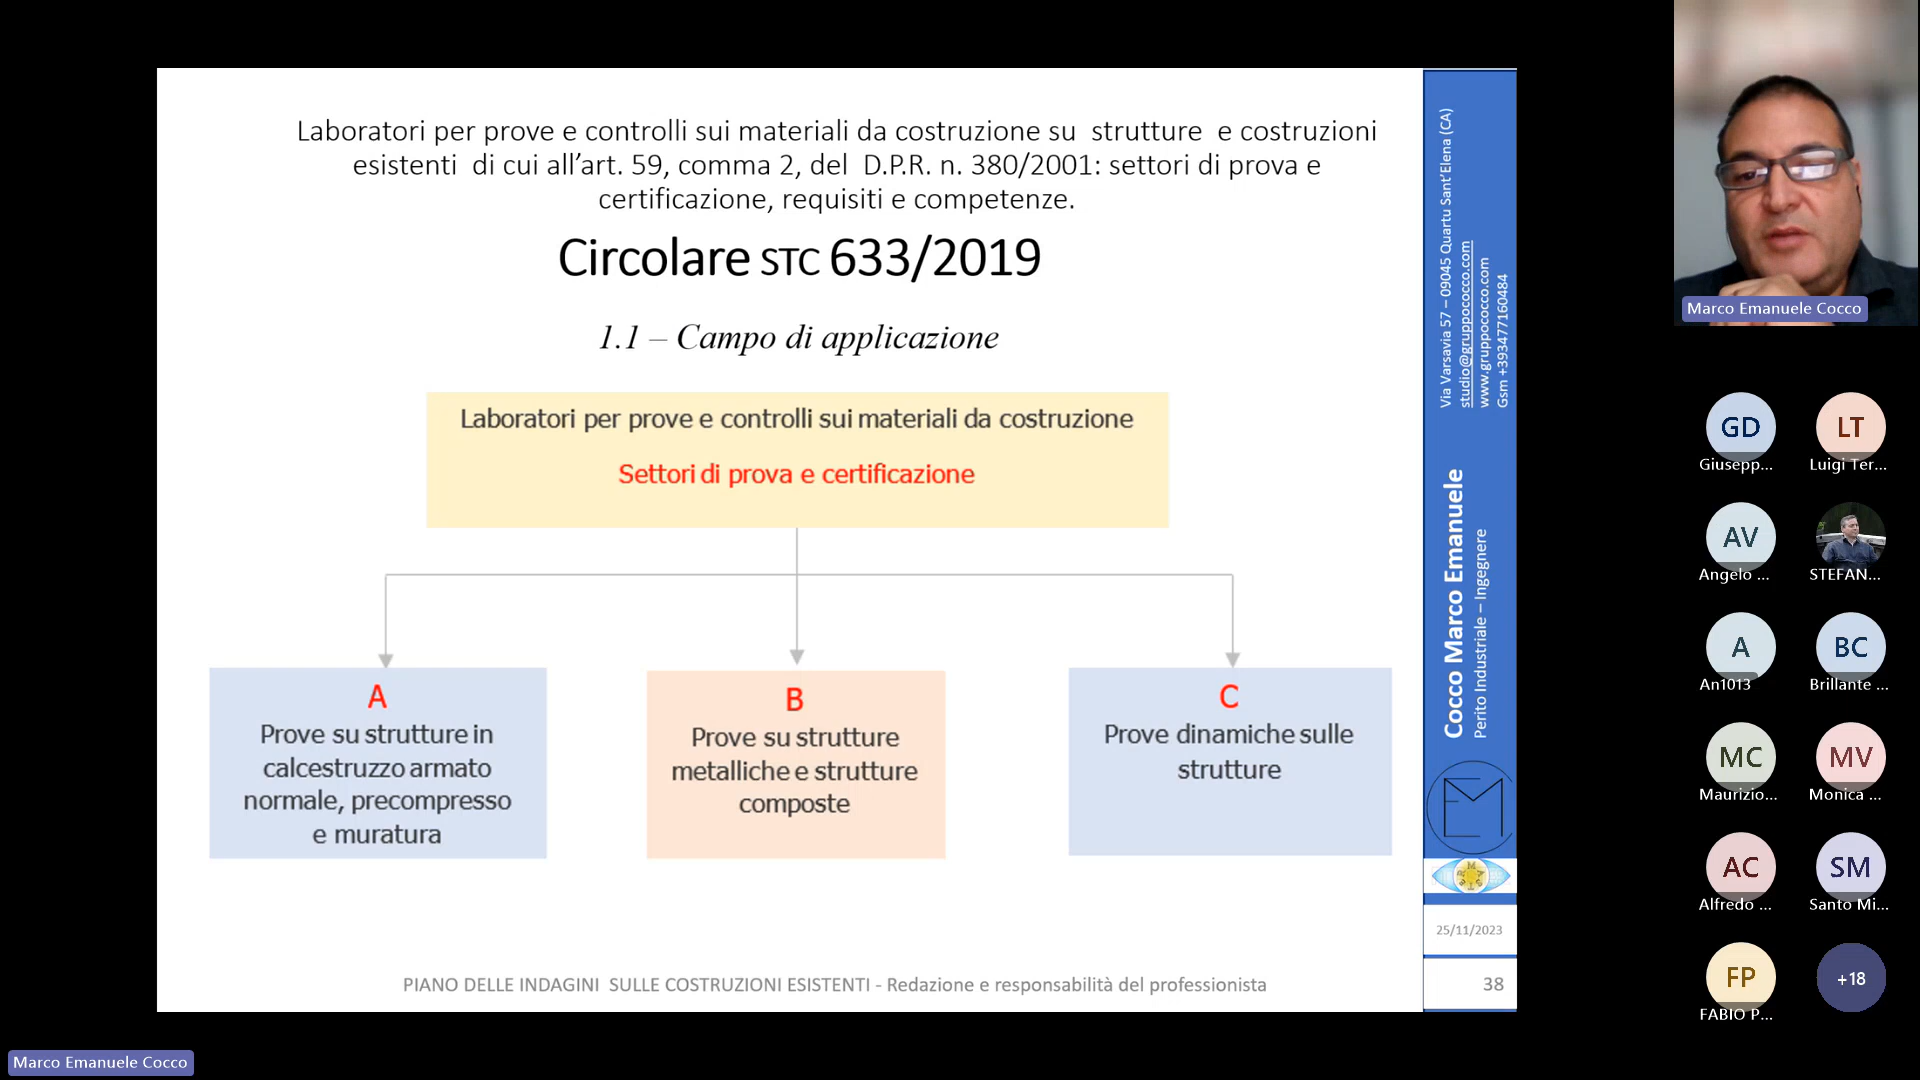 Laboratori per prove e controlli sui materiali da costruzione su strutture e costruzioni
esistenti di cui all’art. 59, comma 2, del D.P.R. n. 380/2001: settori di prova e
certificazione, requisiti e competenze.
Circolare STC 633/2019
1.1 – Campo di applicazione
Laboratori per prove e controlli sui materiali da costruzione
Settori di prova e certificazione
A
Prove su strutture in
calcestruzzo armato
normale, precompresso
e muratura
B
Prove su strutture
metalliche e strutture
composte
C
Prove dinamiche sulle
strutture
PIANO DELLE INDAGINI SULLE COSTRUZIONI ESISTENTI - Redazione e responsabilità del professionista
Via Varsavia 57 – 09045 Quartu Sant’Elena (CA)
studio@gruppococco.com
www.gruppococco.com
Gsm +393477160484
Cocco Marco Emanuele
Perito Industriale – Ingegnere
25/11/2023
38
Marco Emanuele Cocco
GD
Giusepp...
LT
Luigi Ter...
AV
Angelo ...
STEFAN...
A
An1013
BC
Brillante ...
MC
Maurizio...
MV
Monica ...
AC
Alfredo ...
SM
Santo Mi...
FP
FABIO P...
+18
Marco Emanuele Cocco